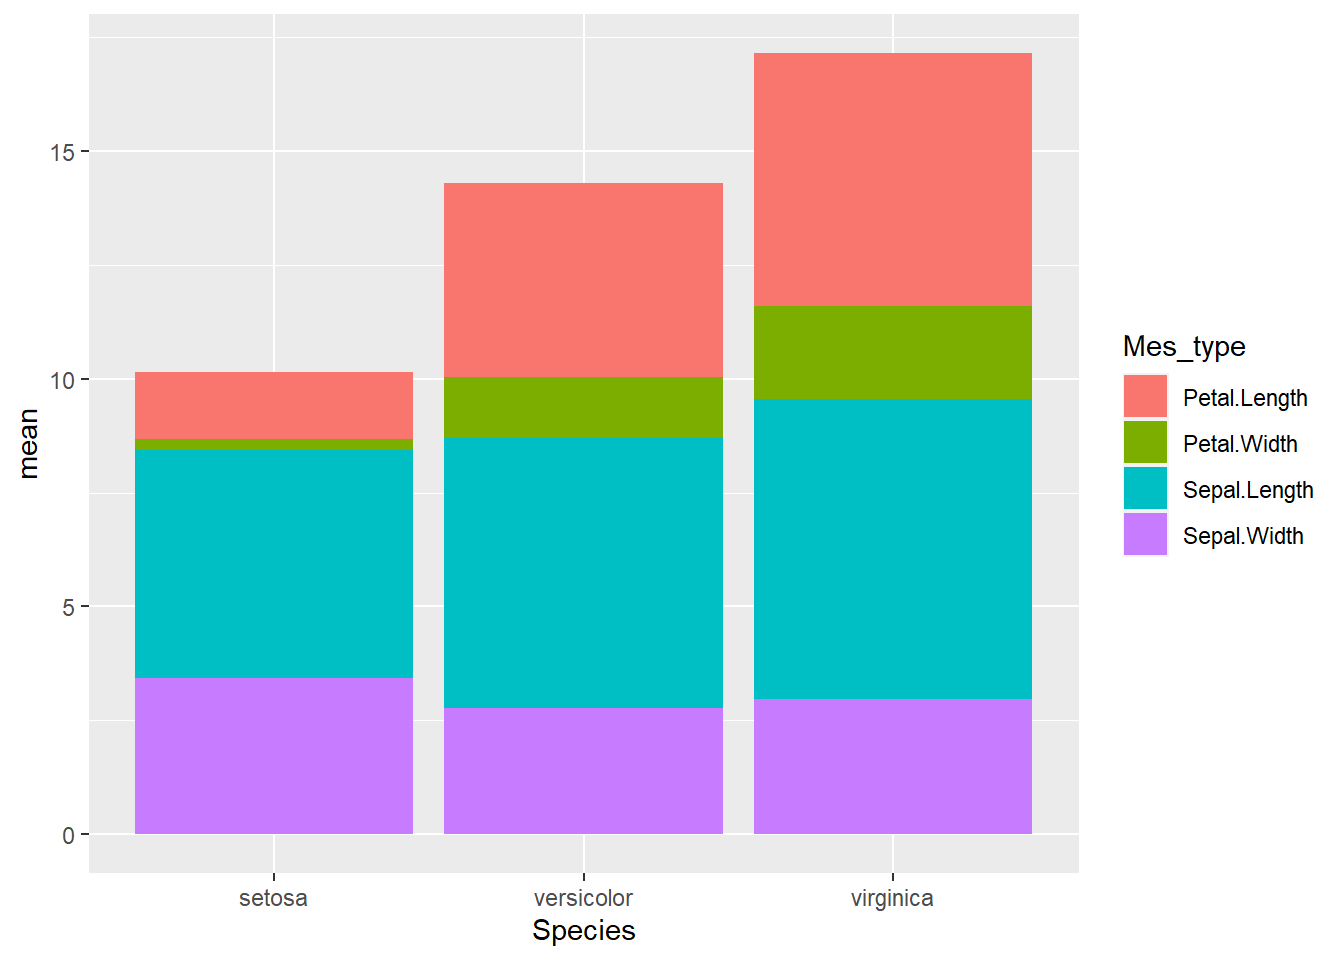 15
10
5
0
mean
setosa
versicolor
virginica
Species
Mes_type
Petal.Length
Petal.Width
Sepal.Length
Sepal.Width